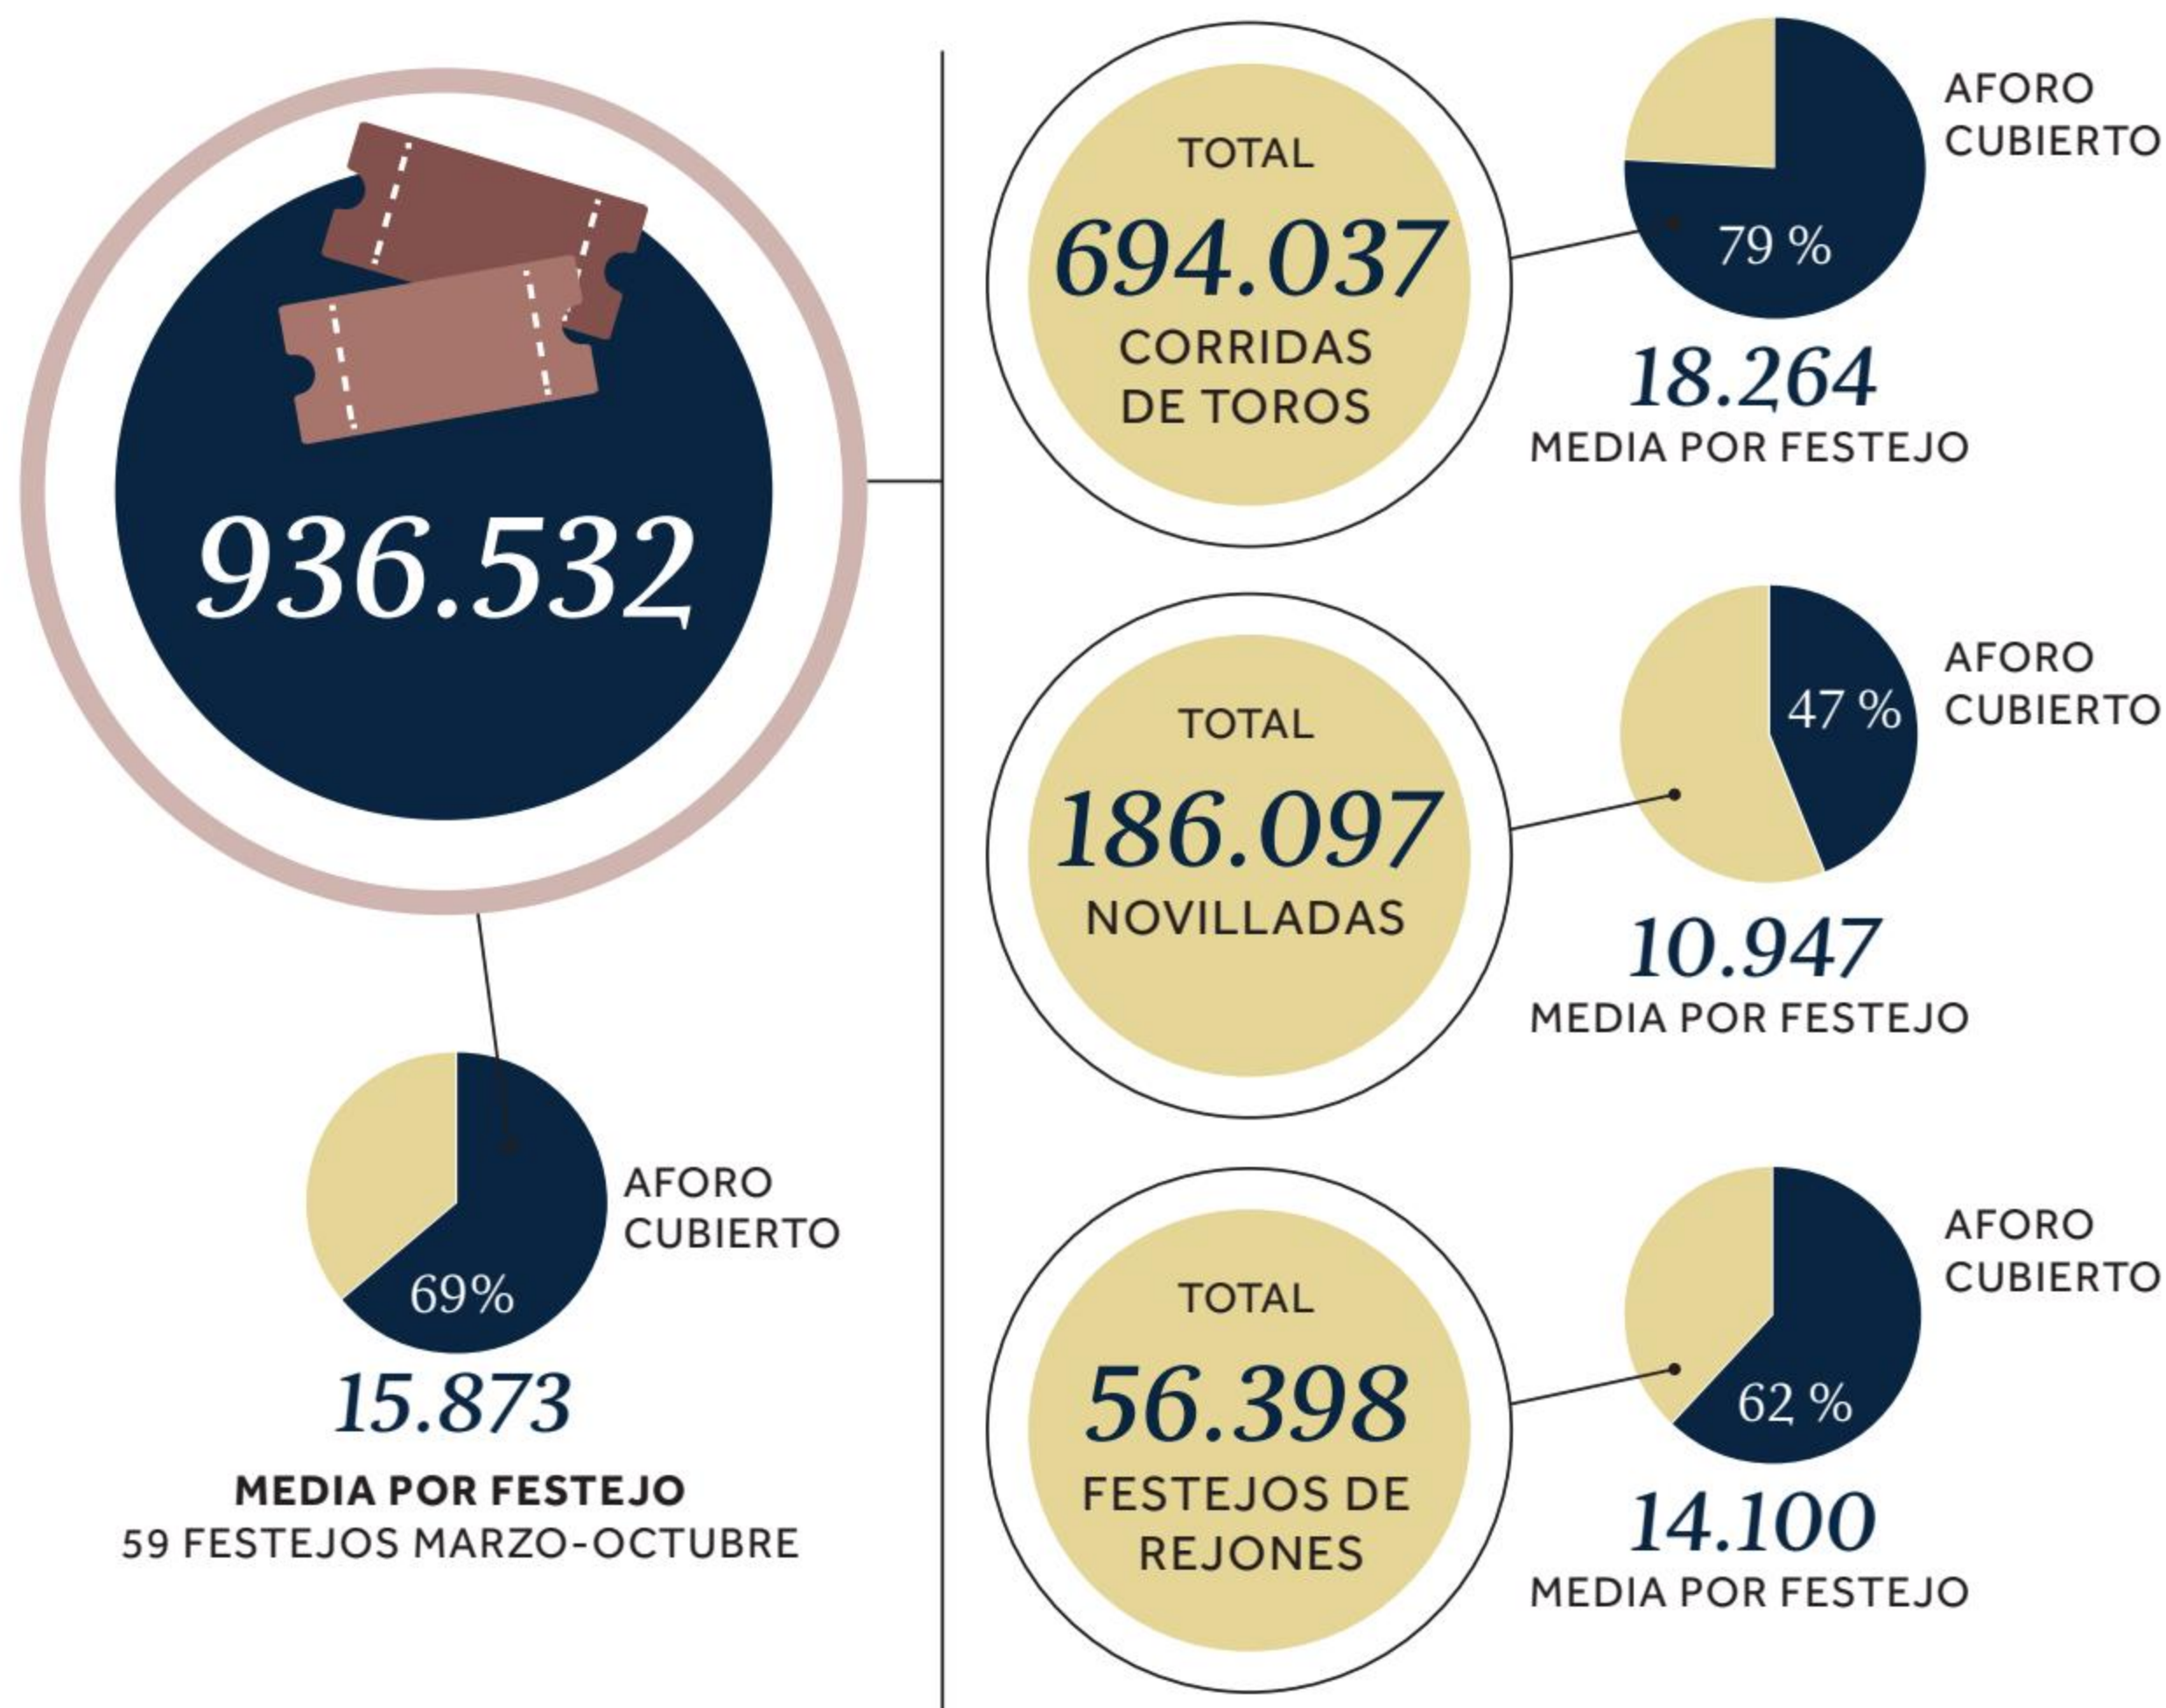 936.532
AFORO
CUBIERTO
69%
15.873
MEDIA POR FESTEJO
59 FESTEJOS MARZO-OCTUBRE
TOTAL
694.037
CORRIDAS
DE TOROS
AFORO
CUBIERTO
79 %
18.264
MEDIA POR FESTEJO
TOTAL
186.097
NOVILLADAS
AFORO
CUBIERTO
47 %
10.947
MEDIA POR FESTEJO
TOTAL
56.398
FESTEJOS DE
REJONES
AFORO
CUBIERTO
62 %
14.100
MEDIA POR FESTEJO